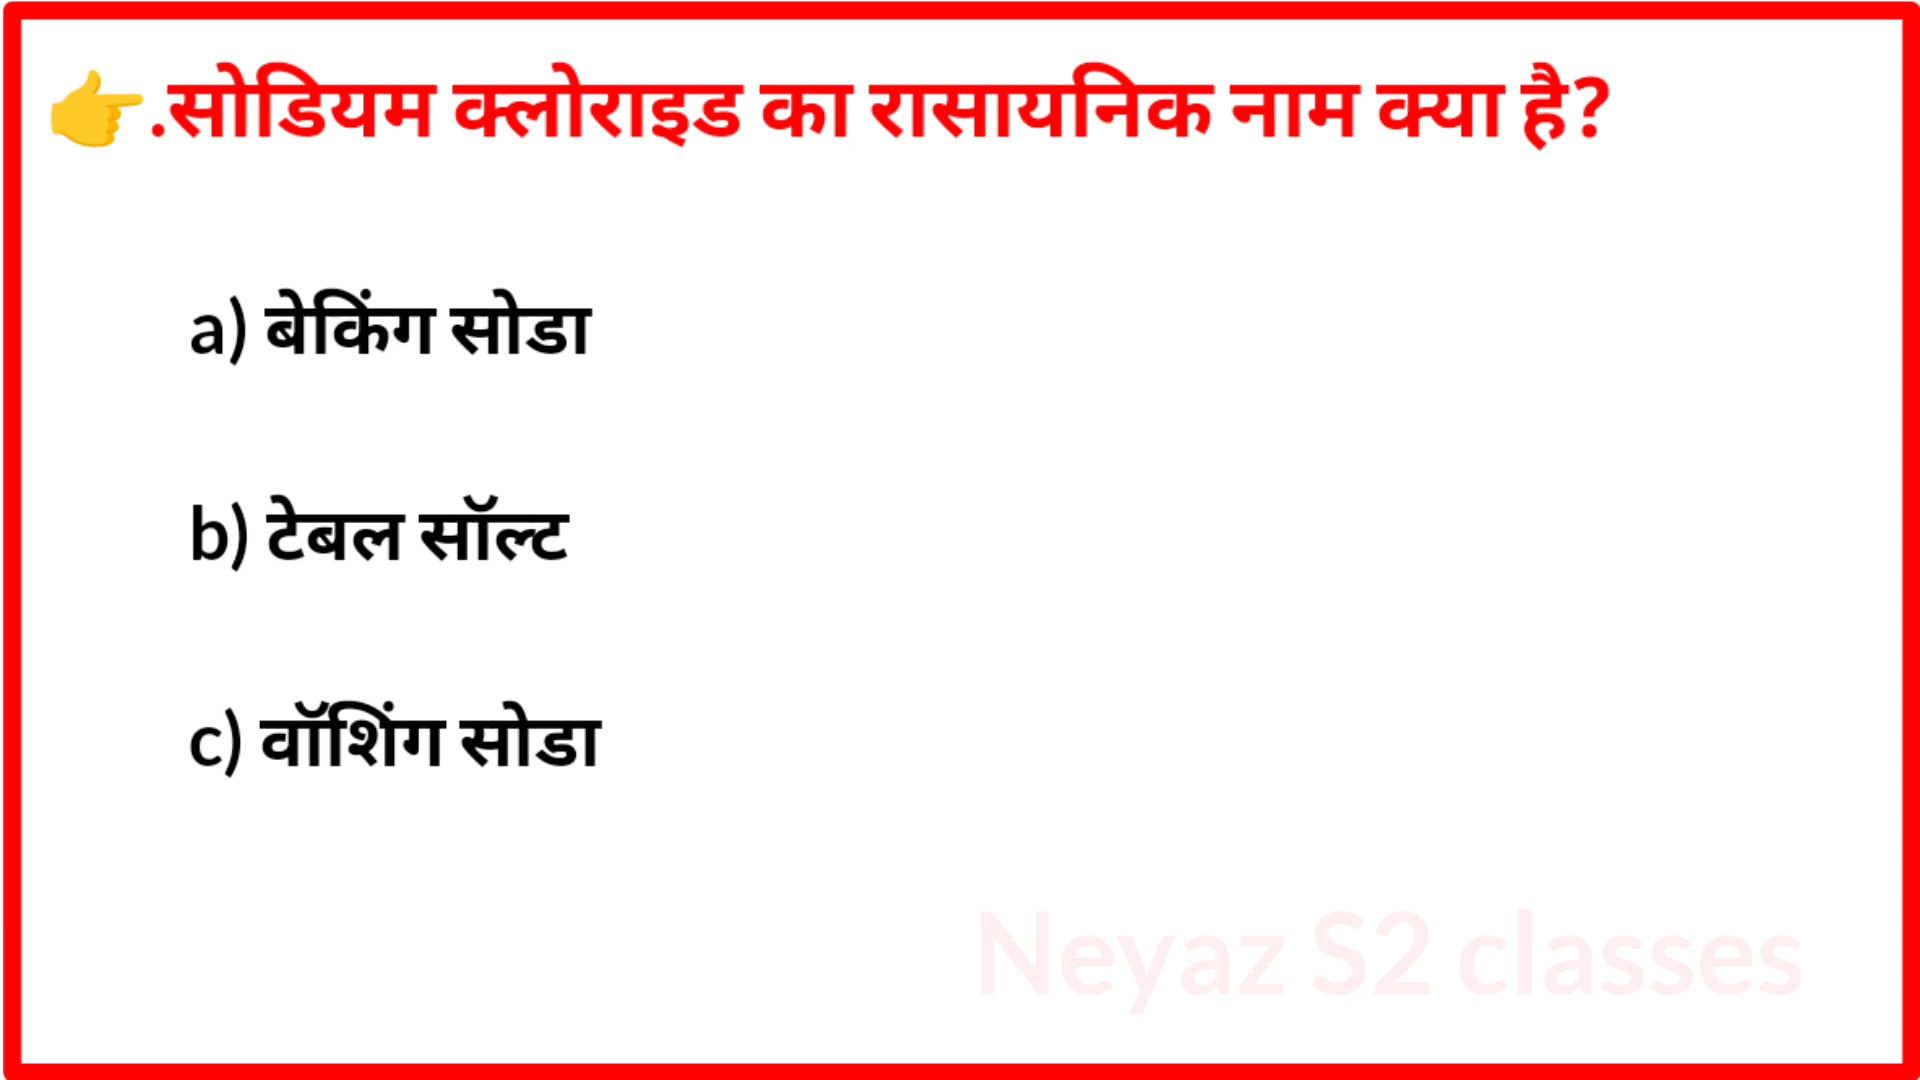 👉.सोडियम क्लोराइड का रासायनिक नाम क्या है?
a) बेकिंग सोडा
b) टेबल सॉल्ट
c) वॉशिंग सोडा
Neyaz S2 classes